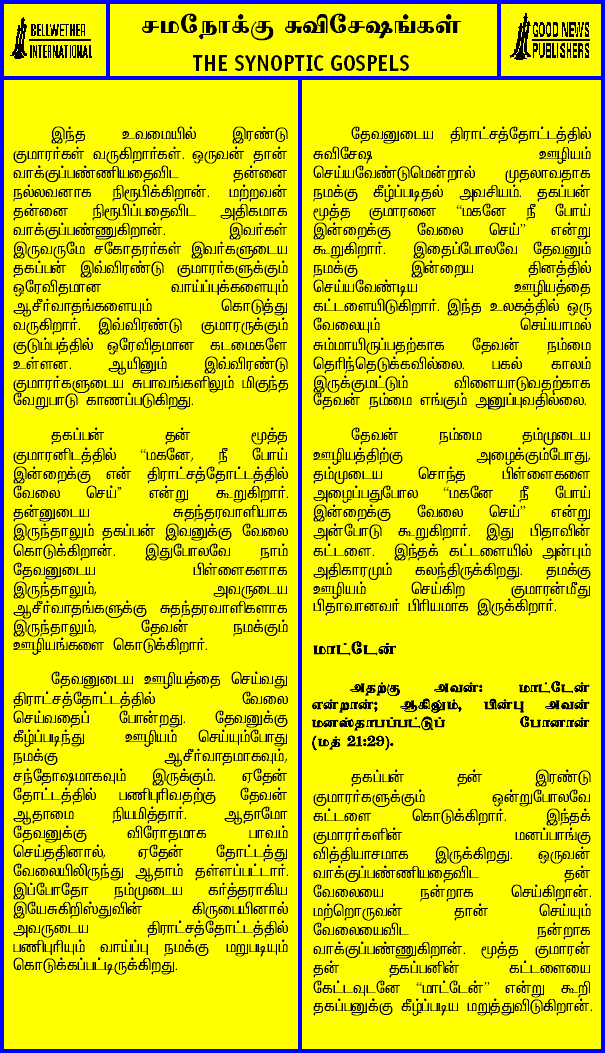 BELLWETHER
INTERNATIONAL
சமநோக்கு சுவிசேஷங்கள்
THE SYNOPTIC GOSPELS
GOOD NEWS
PUBLISHERS
இந்த உவமையில் இரண்டு
குமாரர்கள் வருகிறார்கள். ஒருவன் தான்
வாக்குப்பண்ணியதைவிட தன்னை
நல்லவனாக நிரூபிக்கிறான். மற்றவன்
தன்னை நிரூபிப்பதைவிட அதிகமாக
வாக்குப்பண்ணுகிறான். இவர்கள்
இருவருமே சகோதரர்கள் இவர்களுடைய
தகப்பன் இவ்விரண்டு குமாரர்களுக்கும்
ஒரேவிதமான வாய்ப்புக்களையும்
ஆசீர்வாதங்களையும் கொடுத்து
வருகிறார். இவ்விரண்டு குமாரருக்கும்
குடும்பத்தில் ஒரேவிதமான கடமைகளே
உள்ளன. ஆயினும் இவ்விரண்டு
குமாரர்களுடைய சுபாவங்களிலும் மிகுந்த
வேறுபாடு காணப்படுகிறது.
தகப்பன் தன் மூத்த
குமாரனிடத்தில் “மகனே, நீ போய்
இன்றைக்கு என் திராட்சத்தோட்டத்தில்
வேலை செய்” என்று கூறுகிறார்.
தன்னுடைய சுதந்தரவாளியாக
இருந்தாலும் தகப்பன் இவனுக்கு வேலை
கொடுக்கிறான். இதுபோலவே நாம்
தேவனுடைய பிள்ளைகளாக
இருந்தாலும், அவருடைய
ஆசீர்வாதங்களுக்கு சுதந்தரவாளிகளாக
இருந்தாலும், தேவன் நமக்கும்
ஊழியங்களை கொடுக்கிறார்.
தேவனுடைய ஊழியத்தை செய்வது
திராட்சத்தோட்டத்தில் வேலை
செய்வதைப் போன்றது. தேவனுக்கு
கீழ்ப்படிந்து ஊழியம் செய்யும்போது
நமக்கு ஆசீர்வாதமாகவும்,
சந்தோஷமாகவும் இருக்கும். ஏதேன்
தோட்டத்தில் பணிபுரிவதற்கு தேவன்
ஆதாமை நியமித்தார். ஆதாமோ
தேவனுக்கு விரோதமாக பாவம்
செய்ததினால், ஏதேன் தோட்டத்து
வேலையிலிருந்து ஆதாம் தள்ளப்பட்டார்.
இப்போதோ நம்முடைய கர்த்தராகிய
இயேசுகிறிஸ்துவின் கிருபையினால்
அவருடைய திராட்சத்தோட்டத்தில்
பணிபுரியும் வாய்ப்பு நமக்கு மறுபடியும்
கொடுக்கப்பட்டிருக்கிறது.
தேவனுடைய திராட்சத்தோட்டத்தில்
சுவிசேஷ ஊழியம்
செய்யவேண்டுமென்றால் முதலாவதாக
நமக்கு கீழ்ப்படிதல் அவசியம். தகப்பன்
மூத்த குமாரனை “மகனே நீ போய்
இன்றைக்கு வேலை செய்” என்று
கூறுகிறார். இதைப்போலவே தேவனும்
நமக்கு இன்றைய தினத்தில்
செய்யவேண்டிய ஊழியத்தை
கட்டளையிடுகிறார். இந்த உலகத்தில் ஒரு
வேலையும் செய்யாமல்
சும்மாயிருப்பதற்காக தேவன் நம்மை
தெரிந்தெடுக்கவில்லை. பகல் காலம்
இருக்குமட்டும் விளையாடுவதற்காக
தேவன் நம்மை எங்கும் அனுப்புவதில்லை.
தேவன் நம்மை தம்முடைய
ஊழியத்திற்கு அழைக்கும்போது,
தம்முடைய சொந்த பிள்ளைகளை
அழைப்பதுபோல “மகனே நீ போய்
இன்றைக்கு வேலை செய்” என்று
அன்போடு கூறுகிறார். இது பிதாவின்
கட்டளை. இந்தக் கட்டளையில் அன்பும்
அதிகாரமும் கலந்திருக்கிறது. தமக்கு
ஊழியம் செய்கிற குமாரன்மீது
பிதாவானவர் பிரியமாக இருக்கிறார்.
மாட்டேன்
அதற்கு அவன்: மாட்டேன்
என்றான்; ஆகிலும், பின்பு அவன்
மனஸ்தாபப்பட்டுப் போனான்
(மத் 21:29).
தகப்பன் தன் இரண்டு
குமாரர்களுக்கும் ஒன்றுபோலவே
கட்டளை கொடுக்கிறார். இந்தக்
குமாரர்களின் மனப்பாங்கு
வித்தியாசமாக இருக்கிறது. ஒருவன்
வாக்குப்பண்ணியதைவிட தன்
வேலையை நன்றாக செய்கிறான்.
மற்றொருவன் தான் செய்யும்
வேலையைவிட நன்றாக
வாக்குப்பண்ணுகிறான். மூத்த குமாரன்
தன் தகப்பனின் கட்டளையை
கேட்டவுடனே “மாட்டேன்” என்று கூறி
தகப்பனுக்கு கீழ்ப்படிய மறுத்துவிடுகிறான்.